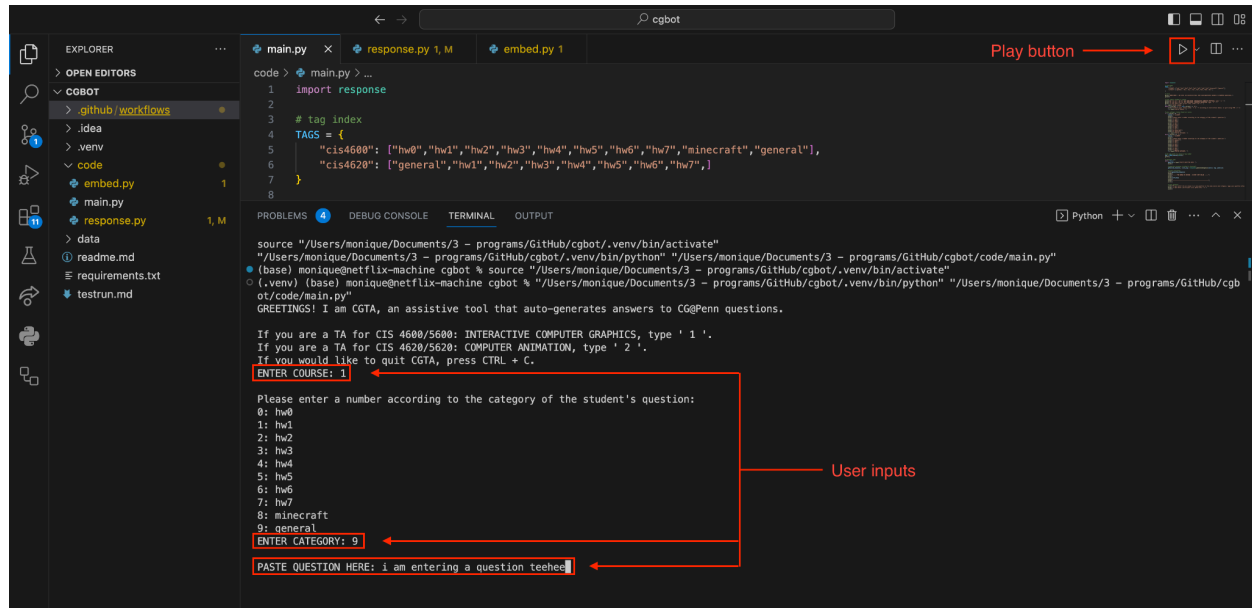 cgbot
EXPLORER
OPEN EDITORS
CGBOT
.github/workflows
.idea
.venv
code
embed.py 1
main.py
response.py 1, M
data
readme.md
requirements.txt
testrun.md
1
11
main.py
response.py 1, M
embed.py 1
Play button
code > main.py > ...
1 import response
2
3 # tag index
4 TAGS = {
5 "cis4600": ["hw0","hw1","hw2","hw3","hw4","hw5","hw6","hw7","minecraft","general"],
6 "cis4620": ["general","hw1","hw2","hw3","hw4","hw5","hw6","hw7",]
7 }
8
PROBLEMS 4 DEBUG CONSOLE TERMINAL OUTPUT
Python
source "/Users/monique/Documents/3 – programs/GitHub/cgbot/.venv/bin/activate"
"/Users/monique/Documents/3 – programs/GitHub/cgbot/.venv/bin/python" "/Users/monique/Documents/3 – programs/GitHub/cgbot/code/main.py"
(base) monique@netflix-machine cgbot % source "/Users/monique/Documents/3 – programs/GitHub/cgbot/.venv/bin/activate"
(.venv) (base) monique@netflix-machine cgbot % "/Users/monique/Documents/3 – programs/GitHub/cgbot/.venv/bin/python" "/Users/monique/Documents/3 – programs/GitHub/cgb
ot/code/main.py"
GREETINGS! I am CGTA, an assistive tool that auto-generates answers to CG@Penn questions.
If you are a TA for CIS 4600/5600: INTERACTIVE COMPUTER GRAPHICS, type ' 1 '.
If you are a TA for CIS 4620/5620: COMPUTER ANIMATION, type ' 2 '.
If you would like to quit CGTA, press CTRL + C.
ENTER COURSE: 1
Please enter a number according to the category of the student's question:
0: hw0
1: hw1
2: hw2
3: hw3
4: hw4
5: hw5
6: hw6
7: hw7
8: minecraft
9: general
ENTER CATEGORY: 9
PASTE QUESTION HERE: i am entering a question teehee
User inputs